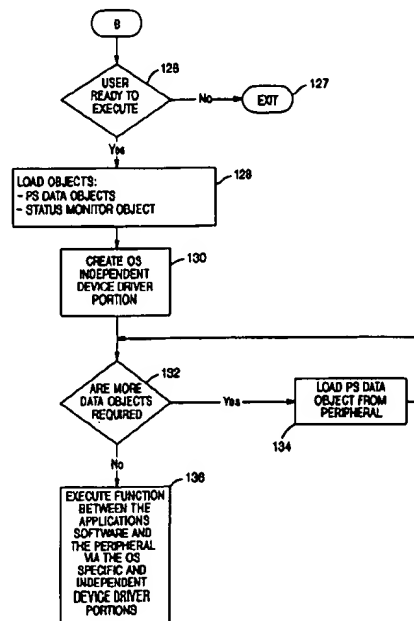 B
126
USER
READY TO
EXECUTE
No
EXIT
127
Yes
LOAD OBJECTS:
- PS DATA OBJECTS
- STATUS MONITOR OBJECT
128
CREATE OS
INDEPENDENT
DEVICE DRIVER
PORTION
130
132
ARE MORE
DATA OBJECTS
REQUIRED
Yes
LOAD PS DATA
OBJECT FROM
PERIPHERAL
134
No
136
EXECUTE FUNCTION
BETWEEN THE
APPLICATIONS
SOFTWARE AND
THE PERIPHERAL
VIA THE OS
SPECIFIC AND
INDEPENDENT
DEVICE DRIVER
PORTIONS